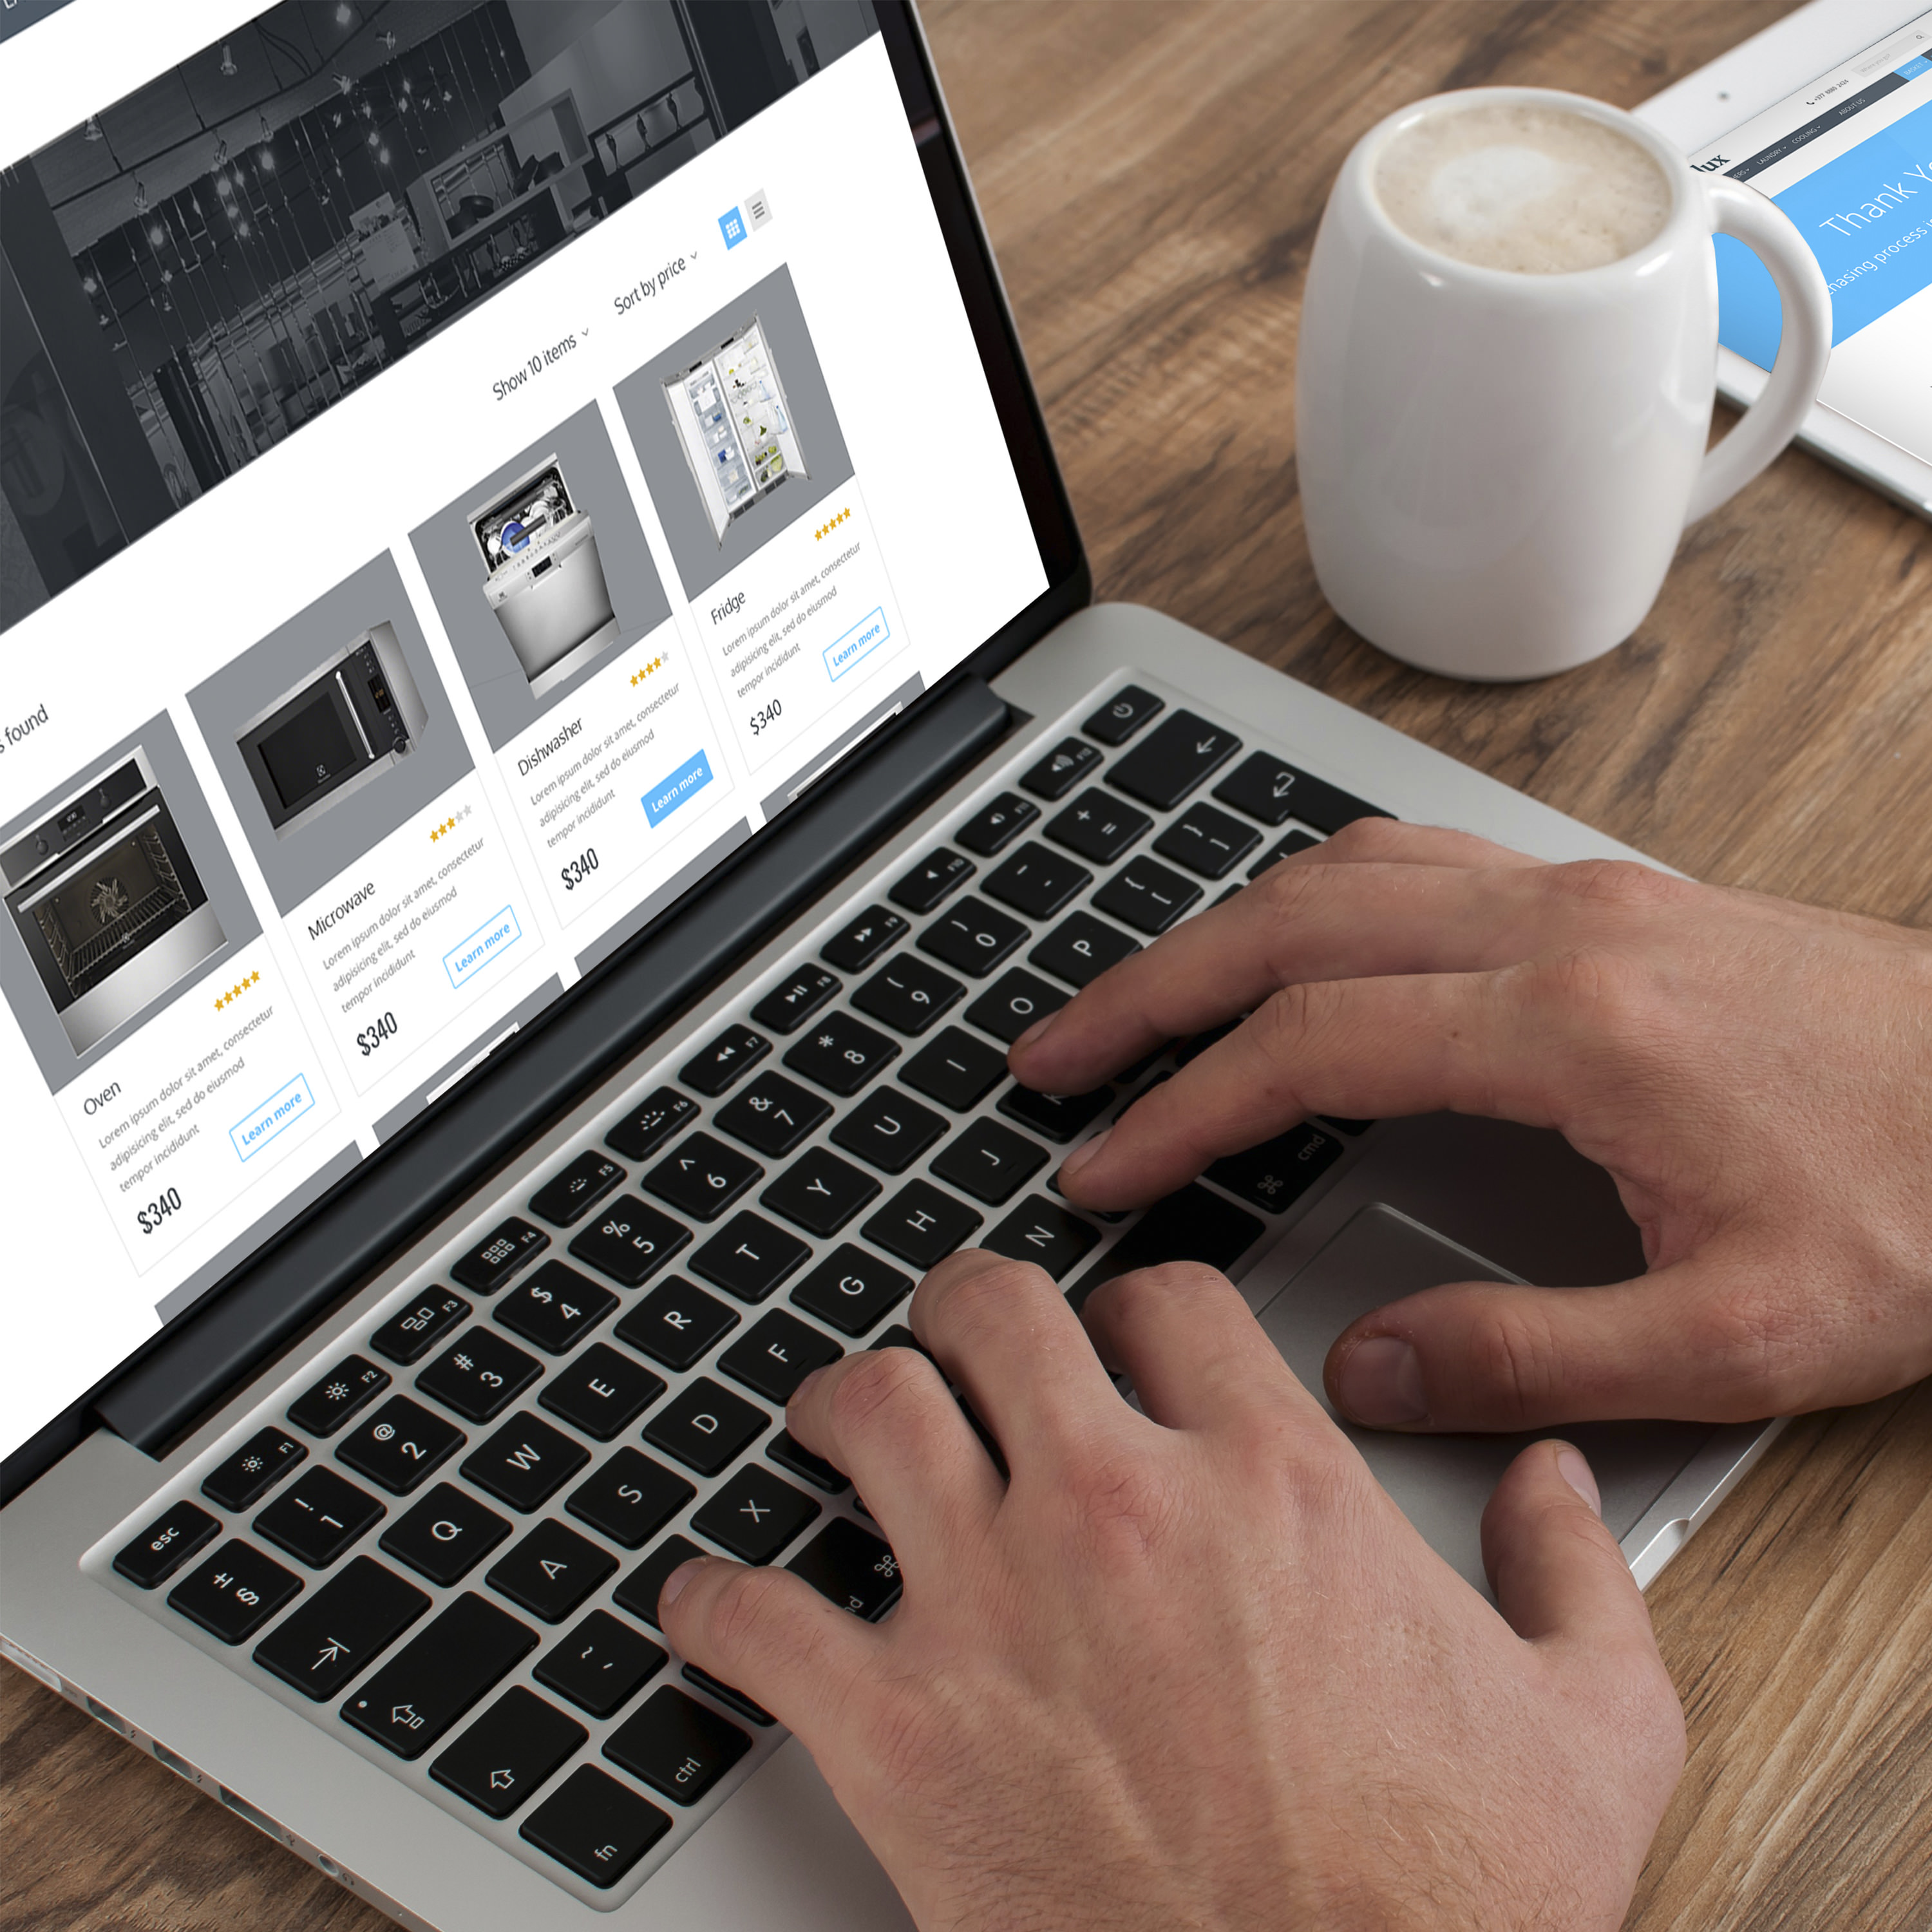 Show 10 items
Sort by price
found
Oven
Lorem ipsum dolor sit amet, consectetur
adipisicing elit, sed do eiusmod
tempor incididunt
Learn more
$340
Microwave
Lorem ipsum dolor sit amet, consectetur
adipisicing elit, sed do eiusmod
tempor incididunt
Learn more
$340
Dishwasher
Lorem ipsum dolor sit amet, consectetur
adipisicing elit, sed do eiusmod
tempor incididunt
Learn more
$340
Fridge
Lorem ipsum dolor sit amet, consectetur
adipisicing elit, sed do eiusmod
tempor incididunt
Learn more
$340
lux
LAUNDRY COOLING ABOUT US
Thank
process
esc F1 F2 F3 F4 F5 F6 F7 F8 F9 F10 F11 F12
± § ! 1 @ 2 # 3 $ 4 % 5 ^ 6 & 7 * 8 ( 9 ) 0 _ - + =
Q W E R T Y U I O P { [ } ]
A S D F G H J K
~ ` X N
fn ctrl cmd